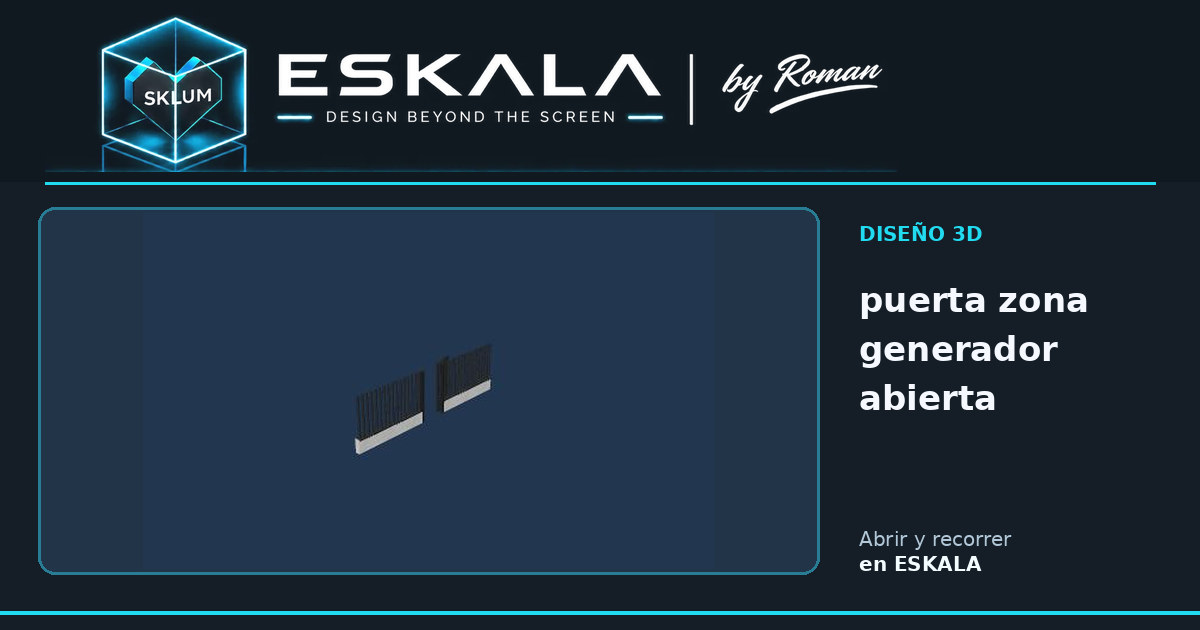 SKLUM
ESKALA
DESIGN BEYOND THE SCREEN
by Roman
DISEÑO 3D
puerta zona
generador
abierta
Abrir y recorrer
en ESKALA